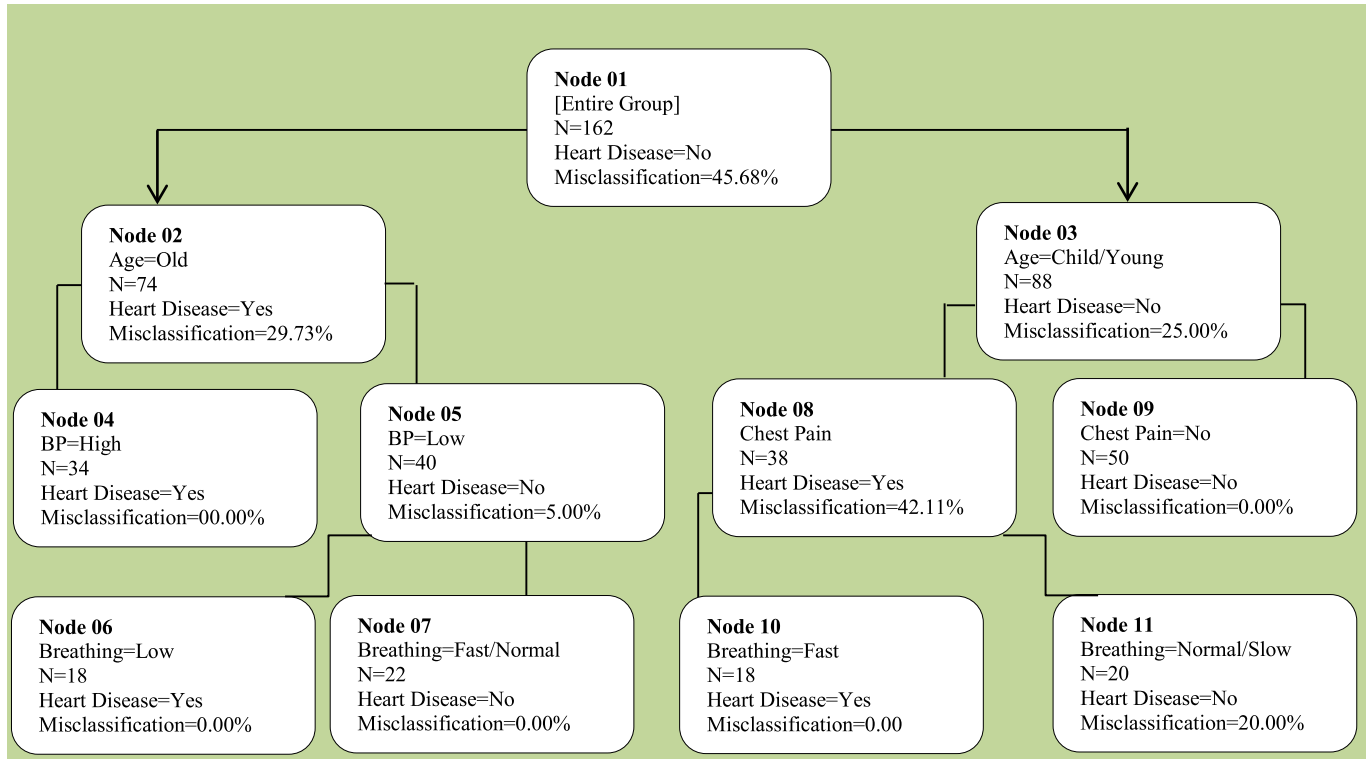 Node 01
[Entire Group]
N=162
Heart Disease=No
Misclassification=45.68%
Node 02
Age=Old
N=74
Heart Disease=Yes
Misclassification=29.73%
Node 03
Age=Child/Young
N=88
Heart Disease=No
Misclassification=25.00%
Node 04
BP=High
N=34
Heart Disease=Yes
Misclassification=00.00%
Node 05
BP=Low
N=40
Heart Disease=No
Misclassification=5.00%
Node 08
Chest Pain
N=38
Heart Disease=Yes
Misclassification=42.11%
Node 09
Chest Pain=No
N=50
Heart Disease=No
Misclassification=0.00%
Node 06
Breathing=Low
N=18
Heart Disease=Yes
Misclassification=0.00%
Node 07
Breathing=Fast/Normal
N=22
Heart Disease=No
Misclassification=0.00%
Node 10
Breathing=Fast
N=18
Heart Disease=Yes
Misclassification=0.00
Node 11
Breathing=Normal/Slow
N=20
Heart Disease=No
Misclassification=20.00%